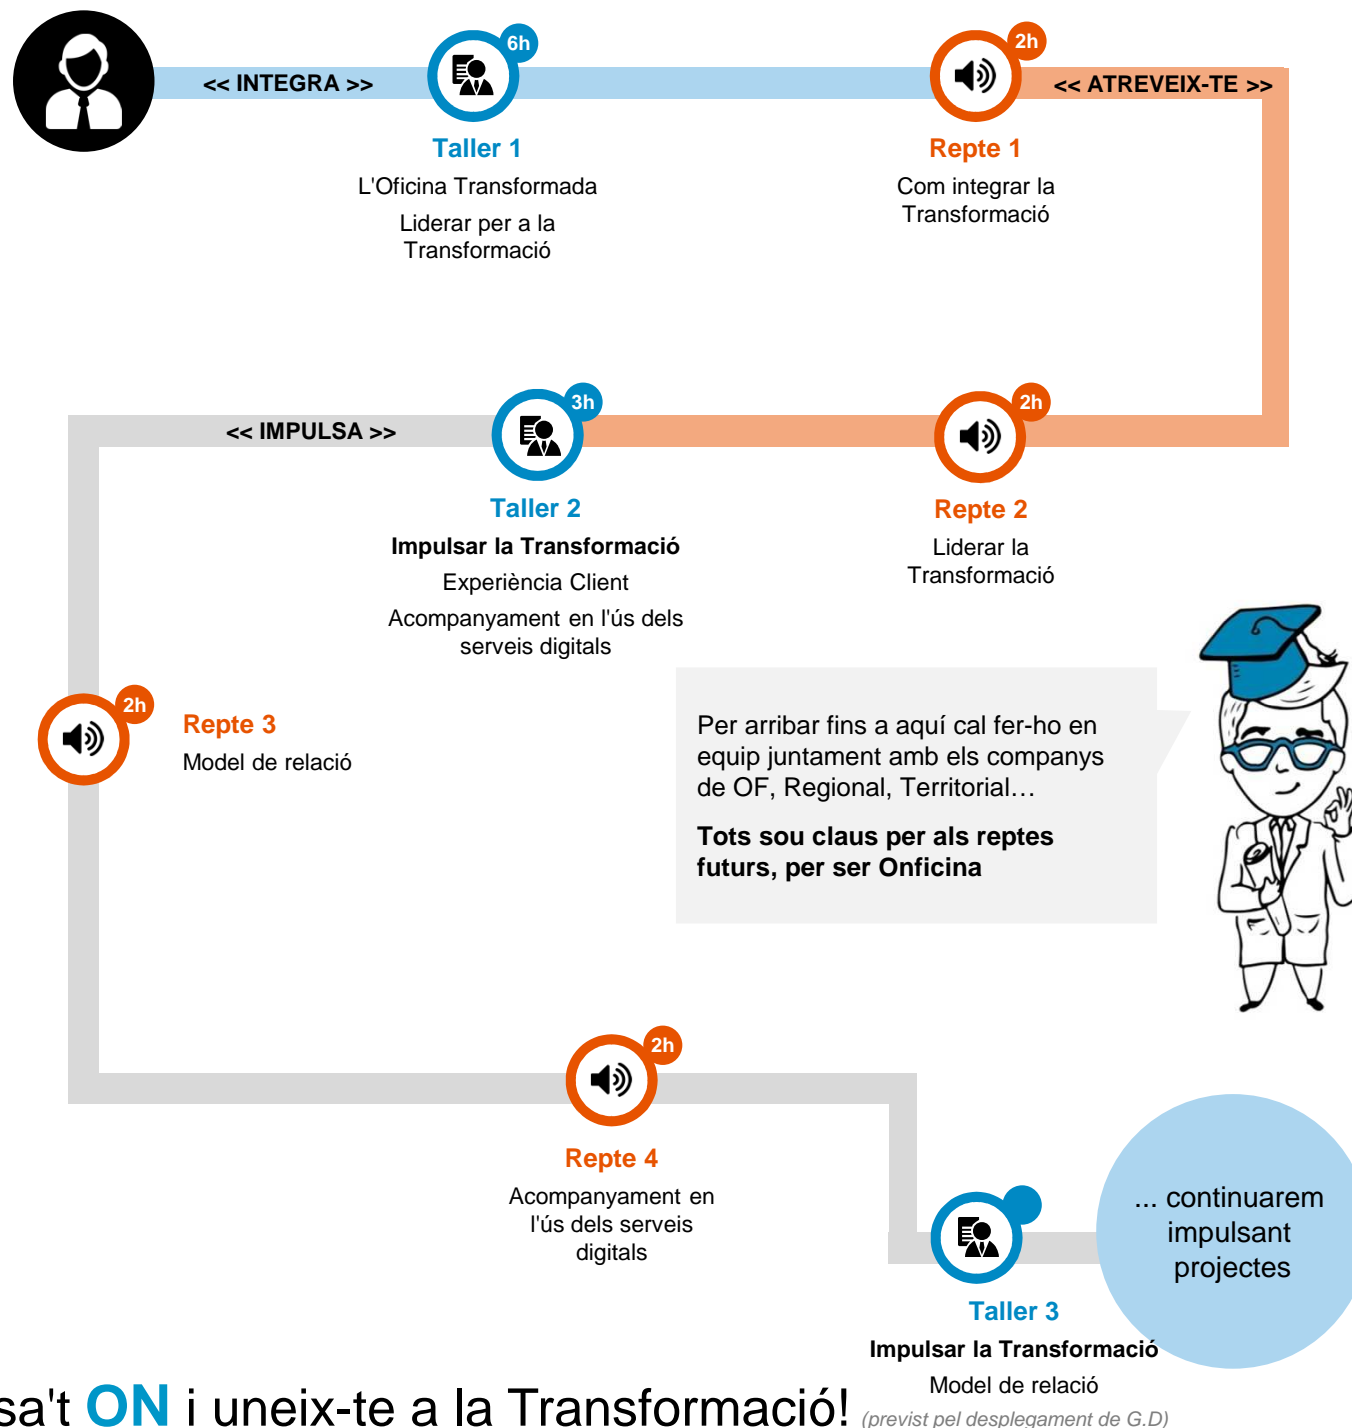 6h
2h
<< INTEGRA >>
<< ATREVEIX-TE >>
Taller 1
L'Oficina Transformada
Liderar per a la
Transformació
Repte 1
Com integrar la
Transformació
3h
2h
<< IMPULSA >>
Taller 2
Impulsar la Transformació
Experiència Client
Acompanyament en l'ús dels
serveis digitals
Repte 2
Liderar la
Transformació
2h
Repte 3
Model de relació
Per arribar fins a aquí cal fer-ho en
equip juntament amb els companys
de OF, Regional, Territorial…
Tots sou claus per als reptes
futurs, per ser Onficina
2h
Repte 4
Acompanyament en
l'ús dels serveis
digitals
... continuarem
impulsant
projectes
Taller 3
Impulsar la Transformació
Model de relació
(previst pel desplegament de G.D)
sa't ON i uneix-te a la Transformació!